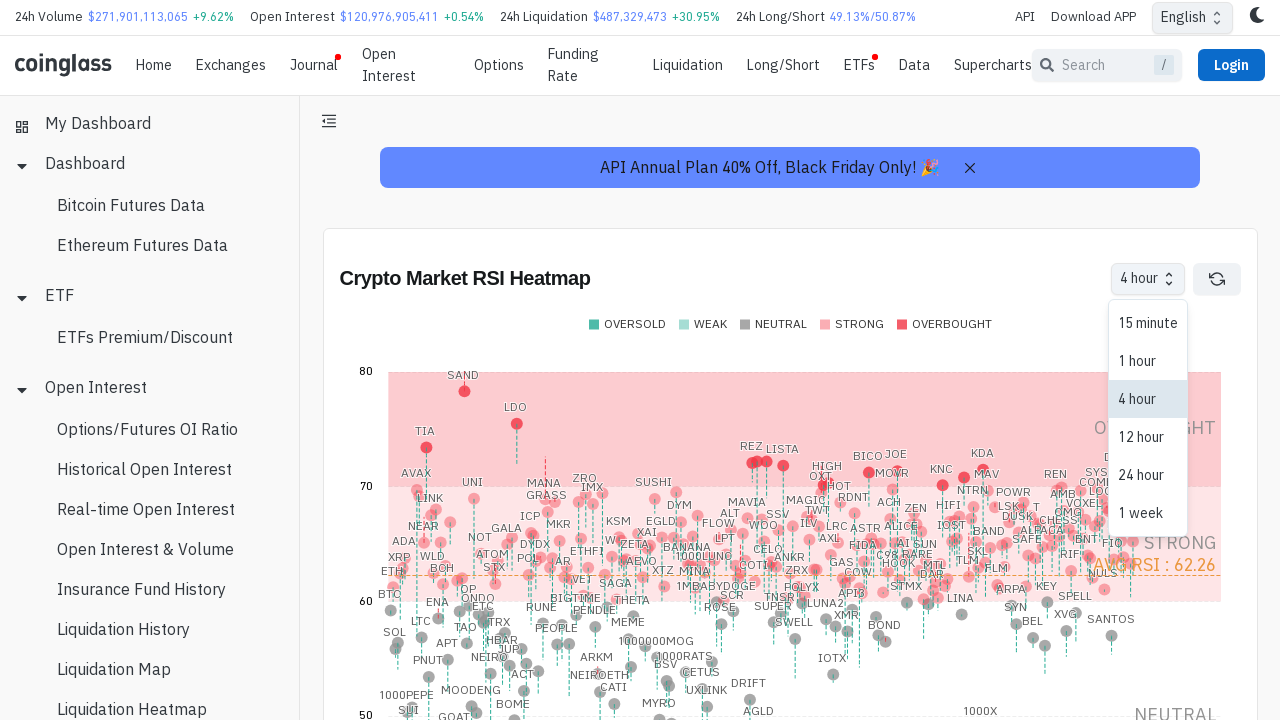 24h Volume $271,901,113,065 +9.62% Open Interest $120,976,905,411 +0.54% 24h Liquidation $487,329,473 +30.95% 24h Long/Short 49.13%/50.87% API Download APP English
coinglass Home Exchanges Journal Open Interest Options Funding Rate Liquidation Long/Short ETFs Data Supercharts Search / Login
My Dashboard
Dashboard
Bitcoin Futures Data
Ethereum Futures Data
ETF
ETFs Premium/Discount
Open Interest
Options/Futures OI Ratio
Historical Open Interest
Real-time Open Interest
Open Interest & Volume
Insurance Fund History
Liquidation History
Liquidation Map
Liquidation Heatmap
API Annual Plan 40% Off, Black Friday Only! 🎉
Crypto Market RSI Heatmap
4 hour
15 minute
1 hour
4 hour
12 hour
24 hour
1 week
OVERSOLD WEAK NEUTRAL STRONG OVERBOUGHT
80
SAND
LDO
TIA
REZ LISTA
BICO JOE
KDA
HIGH
KNC
MOVR
MAV
REN
AVAX
UNI
MANA
ZRO
SUSHI
70
GRASS
IMX
HOT
NTRN
POWR
AMB
LINK
DYM
MAVIA
MAGIC
RDNT
ACH
HIFI
LSK
VOXEL
ICP
ALT
SSV
TWT
ZEN
DUSK
CHESS
NEAR
GALA
MKR
KSM
EGLD
FLOW
WOO
ILV
LRC
ASTR
ALICE
IOST
BAND
ALPACA
ADA
NOT
DYDX
XAI
LPT
AXL
FIDA
AI
SUN
SAFE
BNT
FIO
STRONG
XRP
WLD
ATOM
POL
AR
ETHFI
ZETA
BANANA
CELO
C98
RARE
SKL
RIF
AVG RSI : 62.26
ETH
BCH
STX
VET
AEVO
XTZ
MINA
1000LUNC
COTI
ANKR
ZRX
GAS
COW
HOOK
MTL
DAR
TLM
FLM
NULS
60
BTC
ENA
OP
ONDO
ETC
RUNE
BIGTIME
PENDLE
SAGA
THETA
1MBABYDOGE
SCR
ROSE
TNSR
SUPER
POLYX
LUNA2
API3
STMX
LINA
ARPA
SYN
KEY
SPELL
SOL
LTC
TAO
TRX
PEOPLE
MEME
SWELL
XMR
BOND
BEL
XVG
SANTOS
APT
HBAR
JUP
1000000MOG
PNUT
NEIRO
ARKM
1000RATS
BSV
IOTX
ACT
NEIROETH
CETUS
1000PEPE
MOODENG
CATI
UXLINK
DRIFT
SUI
BOME
MYRO
AGLD
1000X
50
GOAT
NEUTRAL